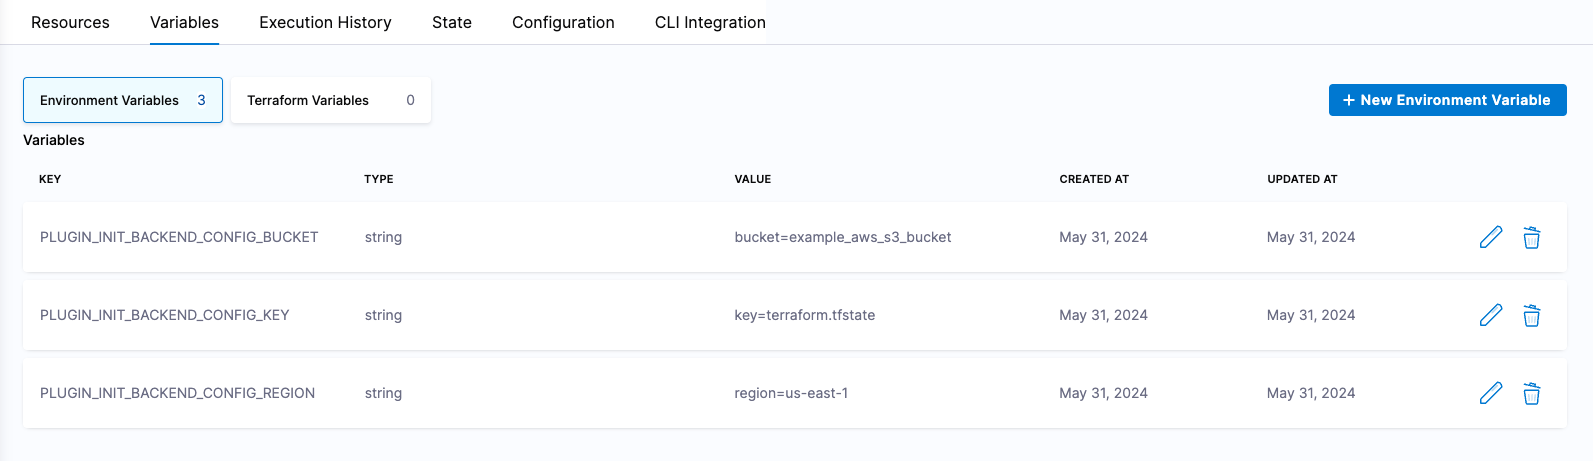 Resources Variables Execution History State Configuration CLI Integration
Environment Variables 3 Terraform Variables 0 + New Environment Variable
Variables
KEY TYPE VALUE CREATED AT UPDATED AT
PLUGIN_INIT_BACKEND_CONFIG_BUCKET string bucket=example_aws_s3_bucket May 31, 2024 May 31, 2024
PLUGIN_INIT_BACKEND_CONFIG_KEY string key=terraform.tfstate May 31, 2024 May 31, 2024
PLUGIN_INIT_BACKEND_CONFIG_REGION string region=us-east-1 May 31, 2024 May 31, 2024